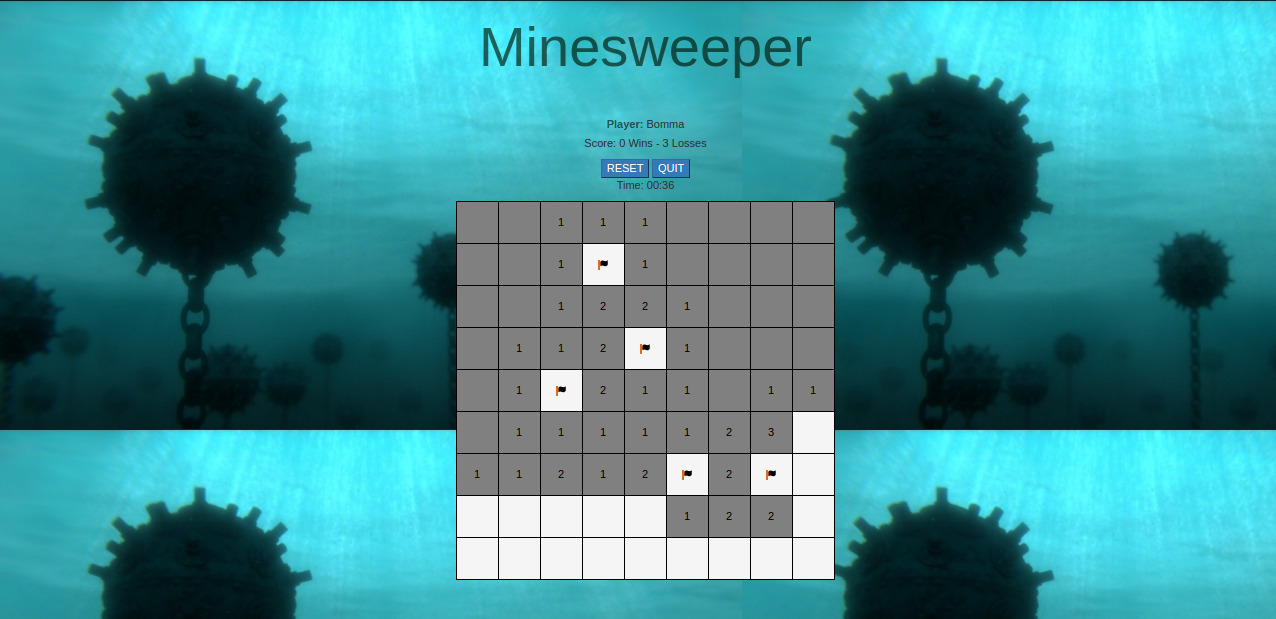 Minesweeper
Player: Bomma
Score: 0 Wins - 3 Losses
RESET QUIT
Time: 00:36
1 1 1
1 1
1 2 2 1
1 1 2 1
1 2 1 1 1 1
1 1 1 1 1 2 3
1 1 2 1 2 2
1 2 2